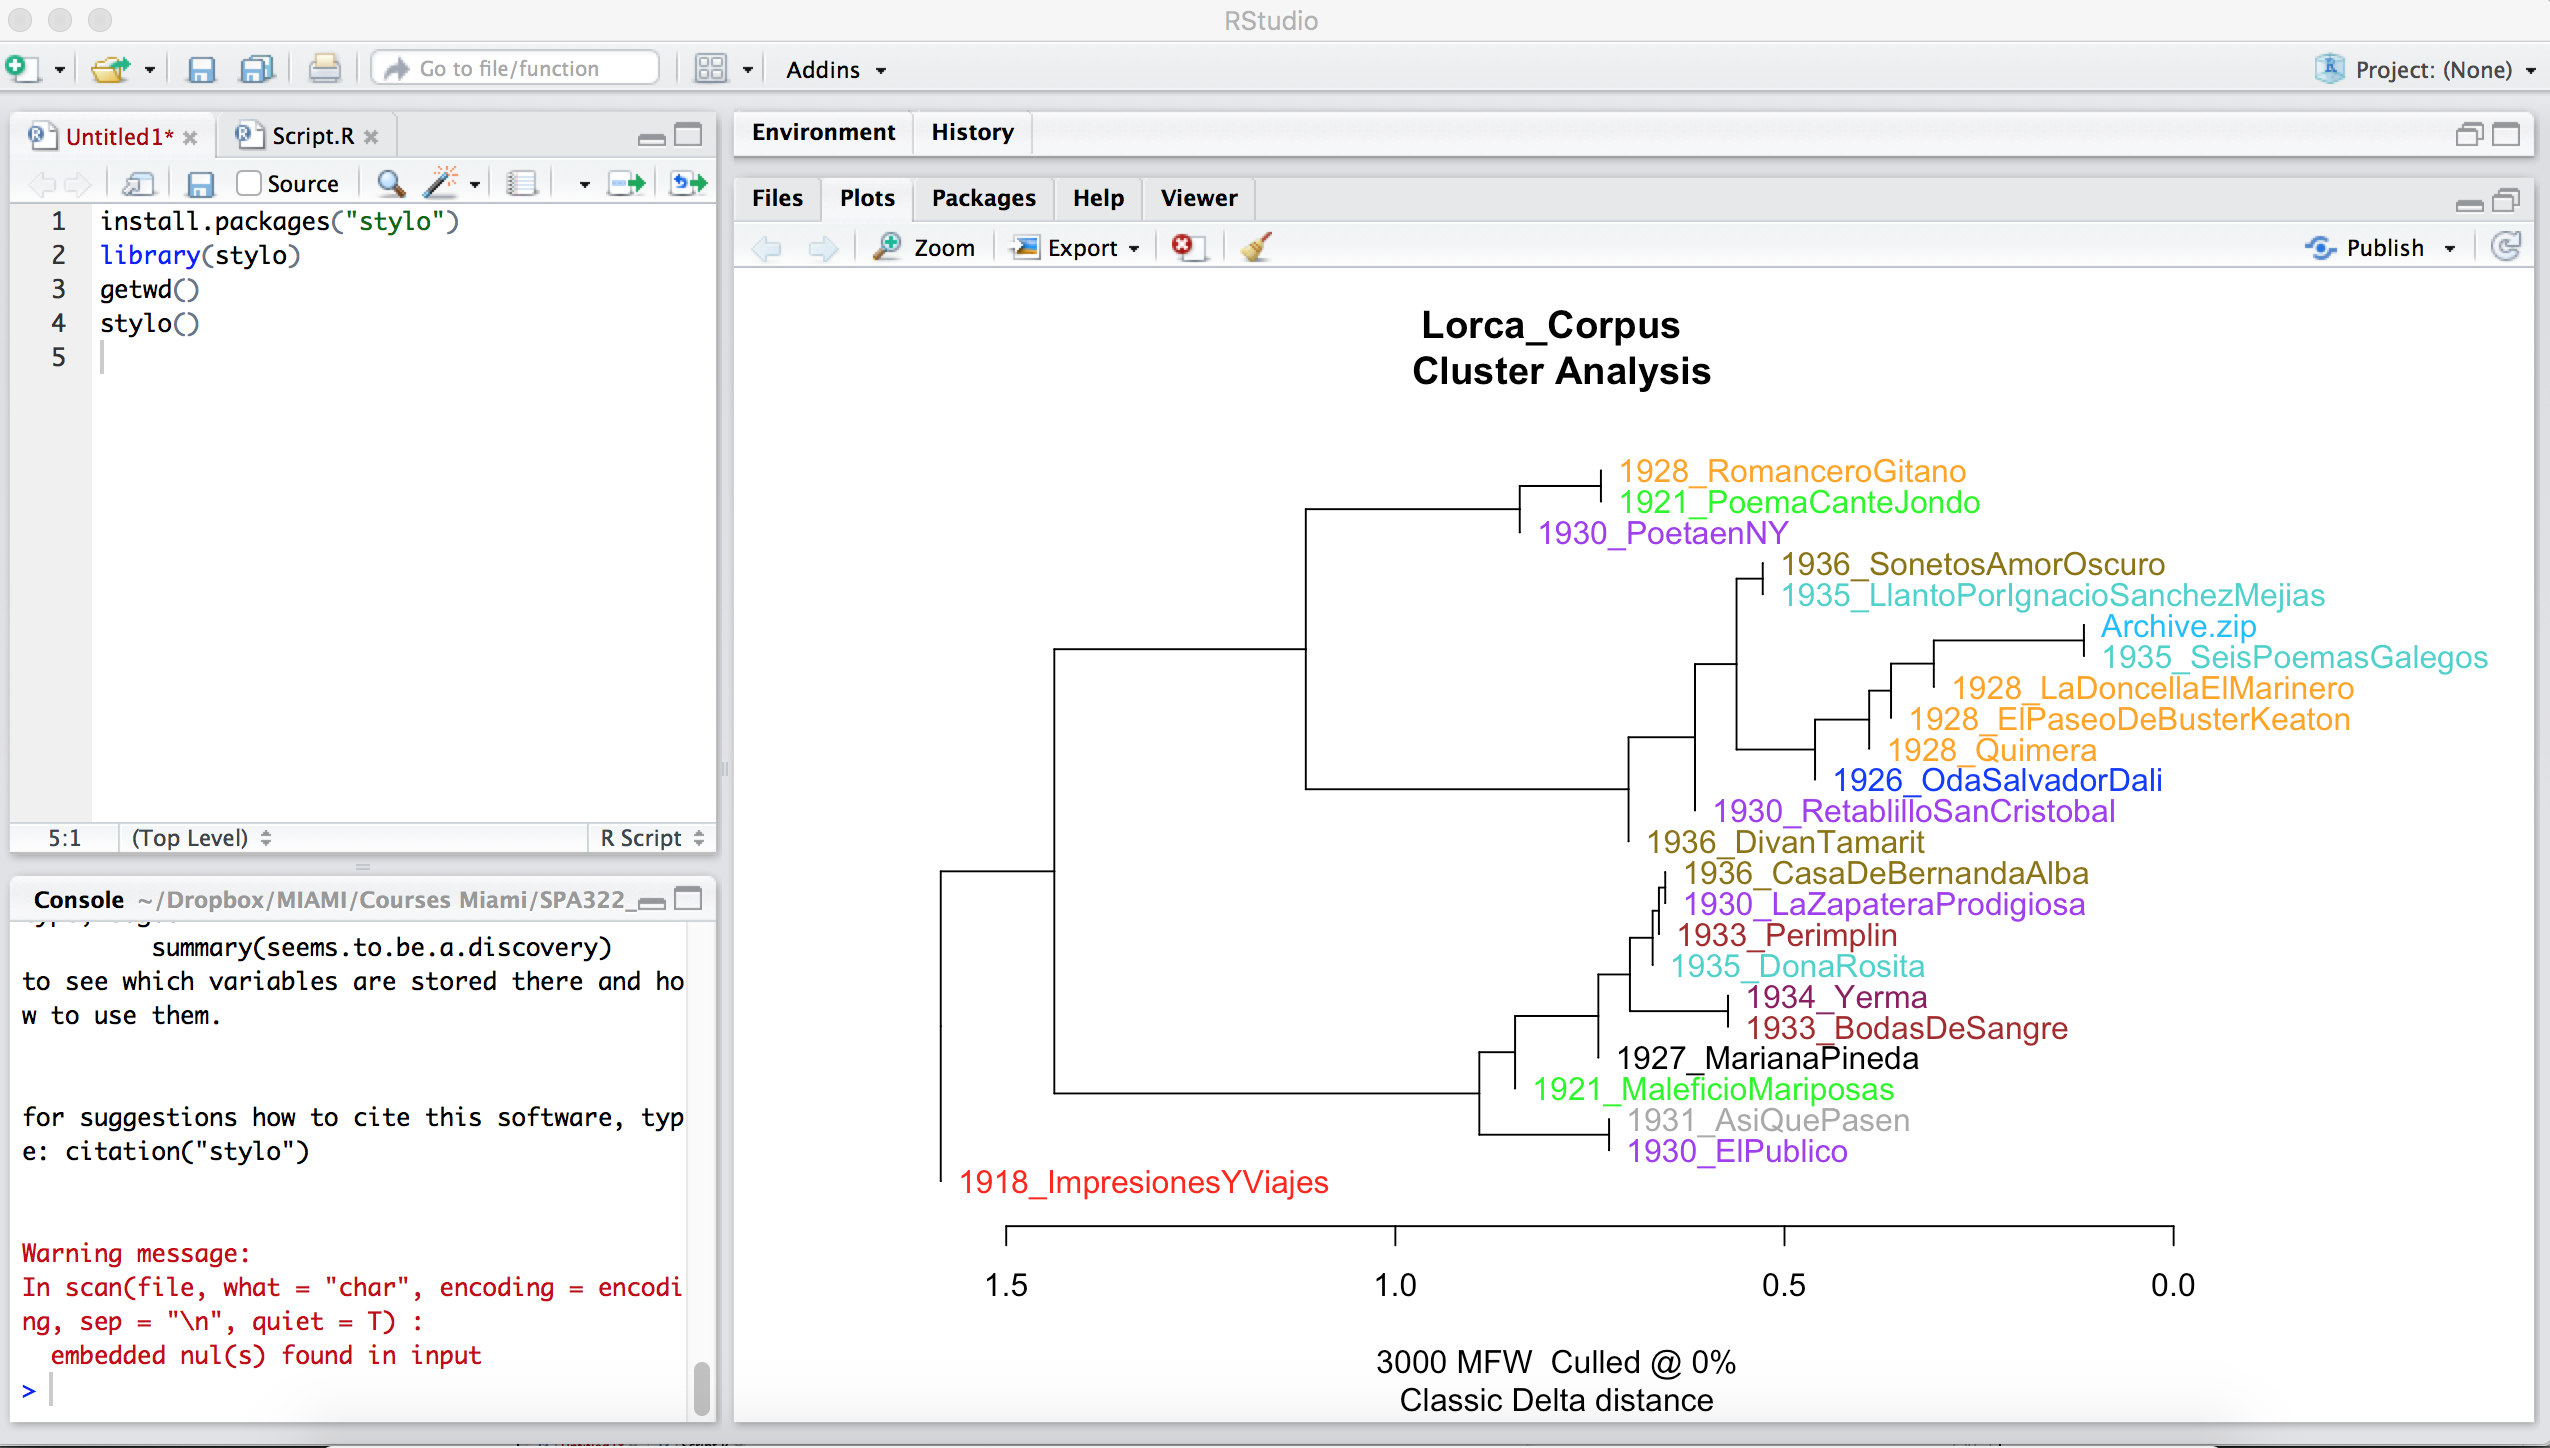 RStudio
Go to file/function
Addins
Project: (None)
Untitled1*
Script.R
Source
1 install.packages("stylo")
2 library(stylo)
3 getwd()
4 stylo()
5
5:1
(Top Level)
R Script
Console ~/Dropbox/MIAMI/Courses Miami/SPA322_
summary(seems.to.be.a.discovery)
to see which variables are stored there and ho
w to use them.
for suggestions how to cite this software, typ
e: citation("stylo")
Warning message:
In scan(file, what = "char", encoding = encodi
ng, sep = "\n", quiet = T) :
embedded nul(s) found in input
>
Environment
History
Files
Plots
Packages
Help
Viewer
Zoom
Export
Publish
Lorca_Corpus
Cluster Analysis
1928_RomanceroGitano
1921_PoemaCanteJondo
1930_PoetaenNY
1936_SonetosAmorOscuro
1935_LlantoPorIgnacioSanchezMejias
Archive.zip
1935_SeisPoemasGalegos
1928_LaDoncellaElMarinero
1928_ElPaseoDeBusterKeaton
1928_Quimera
1926_OdaSalvadorDali
1930_RetablilloSanCristobal
1936_DivanTamarit
1936_CasaDeBernandaAlba
1930_LaZapateraProdigiosa
1933_Perimplin
1935_DonaRosita
1934_Yerma
1933_BodasDeSangre
1927_MarianaPineda
1921_MaleficioMariposas
1931_AsiQuePasen
1930_ElPublico
1918_ImpresionesYViajes
1.5 1.0 0.5 0.0
3000 MFW Culled @ 0%
Classic Delta distance